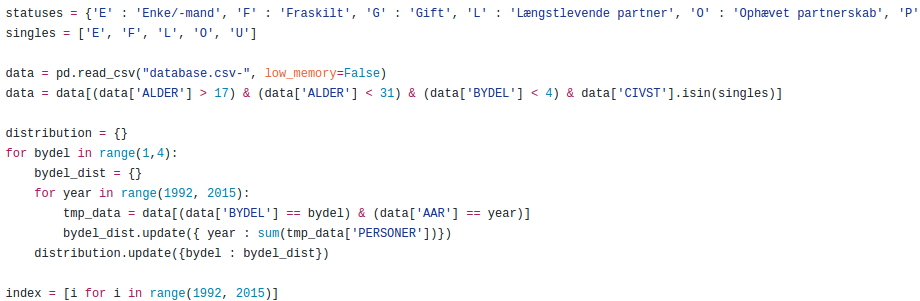 statuses = {'E' : 'Enke/-mand', 'F' : 'Fraskilt', 'G' : 'Gift', 'L' : 'Længstlevende partner', 'O' : 'Ophævet partnerskab', 'P'
singles = ['E', 'F', 'L', 'O', 'U']
data = pd.read_csv("database.csv-", low_memory=False)
data = data[(data['ALDER'] > 17) & (data['ALDER'] < 31) & (data['BYDEL'] < 4) & data['CIVST'].isin(singles)]
distribution = {}
for bydel in range(1,4):
    bydel_dist = {}
    for year in range(1992, 2015):
        tmp_data = data[(data['BYDEL'] == bydel) & (data['AAR'] == year)]
        bydel_dist.update({ year : sum(tmp_data['PERSONER'])})
    distribution.update({bydel : bydel_dist})
index = [i for i in range(1992, 2015)]